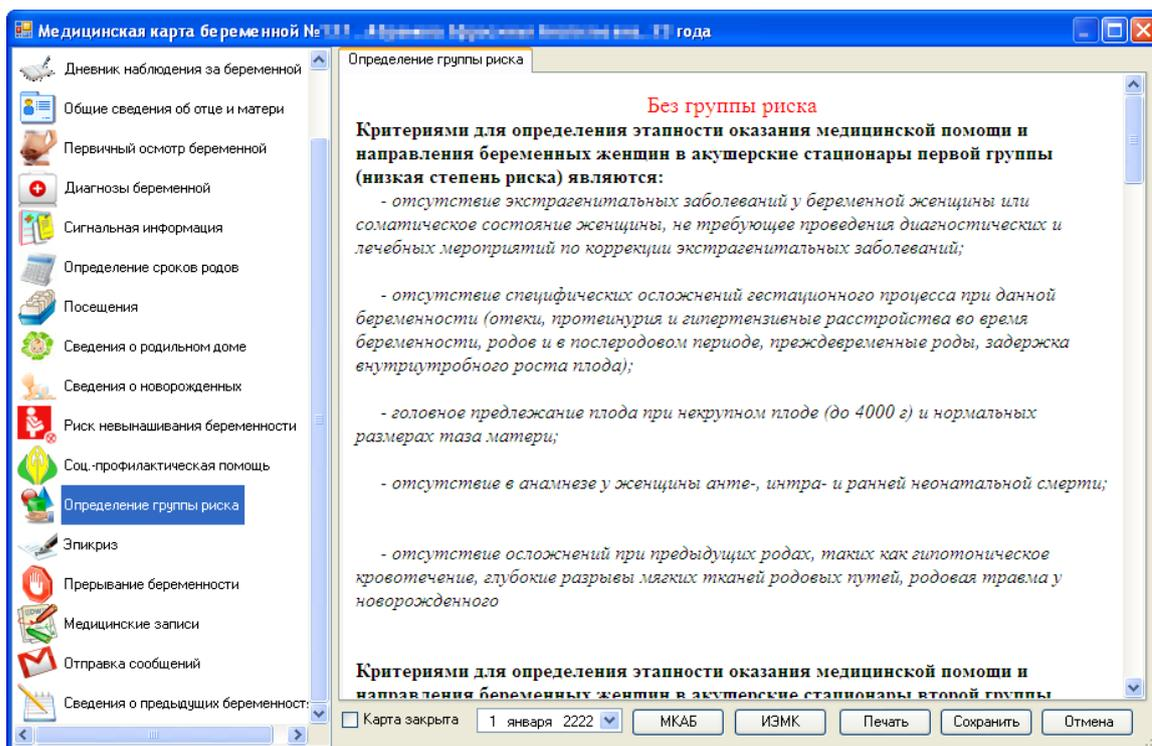 Медицинская карта беременной № года
Дневник наблюдения за беременной
Общие сведения об отце и матери
Первичный осмотр беременной
Диагнозы беременной
Сигнальная информация
Определение сроков родов
Посещения
Сведения о родильном доме
Сведения о новорожденных
Риск невынашивания беременности
Соц.-профилактическая помощь
Определение группы риска
Эпикриз
Прерывание беременности
Медицинские записи
Отправка сообщений
Сведения о предыдущих беременност
Определение группы риска
Без группы риска
Критериями для определения этапности оказания медицинской помощи и
направления беременных женщин в акушерские стационары первой группы
(низкая степень риска) являются:
- отсутствие экстрагенитальных заболеваний у беременной женщины или
соматическое состояние женщины, не требующее проведения диагностических и
лечебных мероприятий по коррекции экстрагенитальных заболеваний;
- отсутствие специфических осложнений гестационного процесса при данной
беременности (отеки, протеинурия и гипертензивные расстройства во время
беременности, родов и в послеродовом периоде, преждевременные роды, задержка
внутриутробного роста плода);
- головное предлежание плода при некрупном плоде (до 4000 г) и нормальных
размерах таза матери;
- отсутствие в анамнезе у женщины анте-, интра- и ранней неонатальной смерти;
- отсутствие осложнений при предыдущих родах, таких как гипотоническое
кровотечение, глубокие разрывы мягких тканей родовых путей, родовая травма у
новорожденного
Критериями для определения этапности оказания медицинской помощи и
направления беременных женщин в акушерские стационары второй группы
Карта закрыта
1 января 2222
МКАБ
ИЭМК
Печать
Сохранить
Отмена